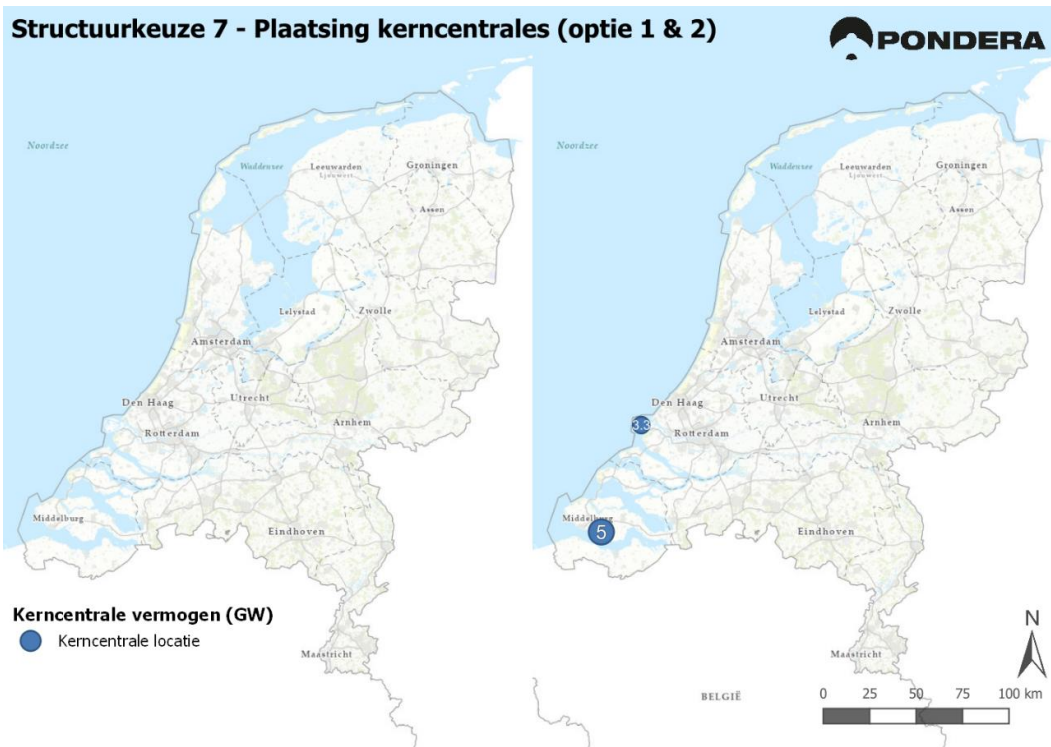 Structuurkeuze 7 - Plaatsing kerncentrales (optie 1 & 2)
PONDERA
Noordzee
Waddenzee
Leeuwarden
Ljouwert
Groningen
Assen
Lelystad
Zwolle
Amsterdam
Den Haag
Utrecht
Arnhem
Rotterdam
Middelburg
Eindhoven
Maastricht
Kerncentrale vermogen (GW)
Kerncentrale locatie
Noordzee
Waddenzee
Leeuwarden
Ljouwert
Groningen
Assen
Lelystad
Zwolle
Amsterdam
Den Haag
Utrecht
3.3
Arnhem
Rotterdam
Middelburg
5
Eindhoven
Maastricht
BELGIË
N
0 25 50 75 100 km